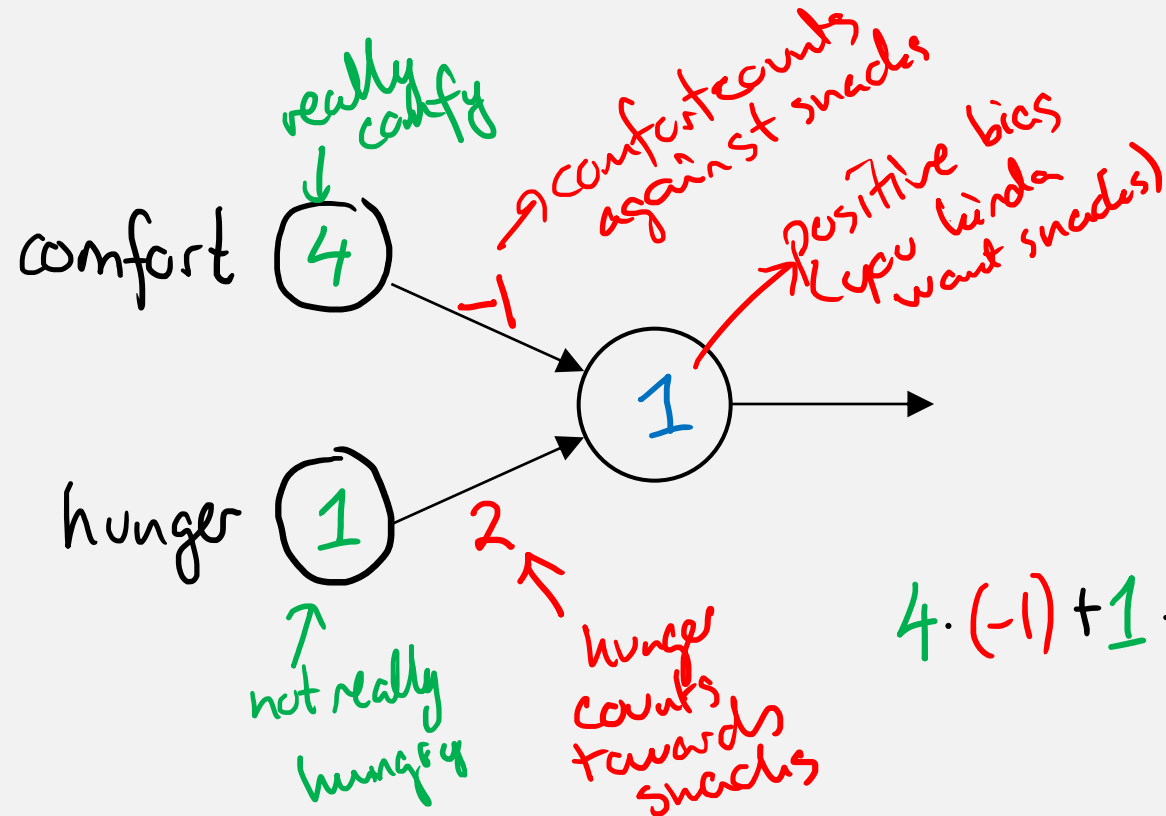 really
comfy
comfort counts
against snacks
positive bias
(you kinda
want snacks)
comfort
4
-1
1
hunger
1
2
4·(-1)+1·
not really
hungry
hunger
counts
towards
snacks